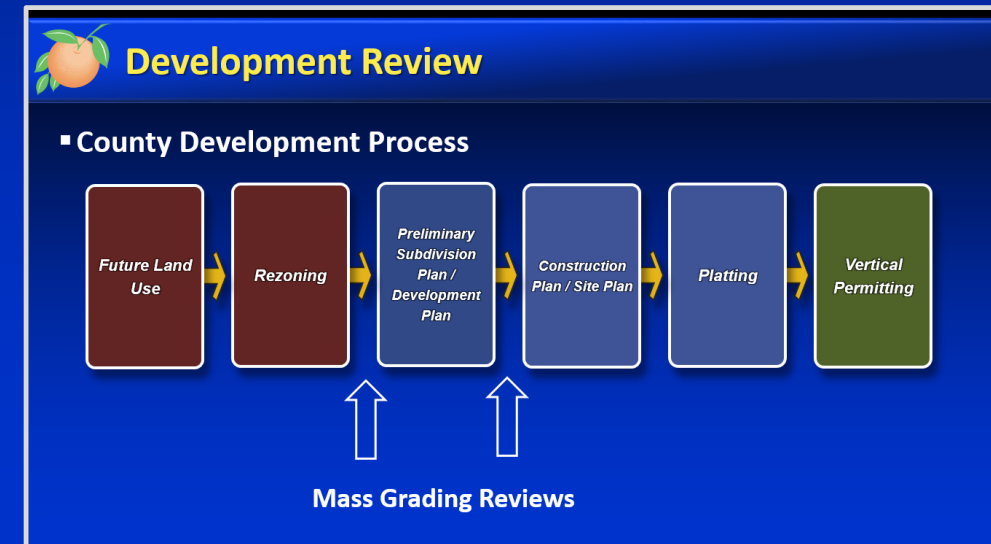 Development Review
▪ County Development Process
Future Land
Use
Rezoning
Preliminary
Subdivision
Plan /
Development
Plan
Construction
Plan / Site Plan
Platting
Vertical
Permitting
Mass Grading Reviews